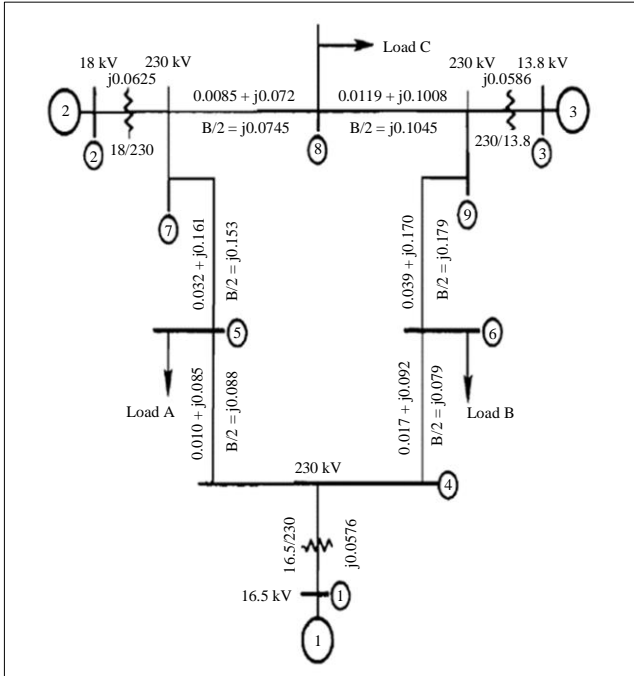 Load C
18 kV
j0.0625
230 kV
0.0085 + j0.072
0.0119 + j0.1008
230 kV
13.8 kV
j0.0586
2
B/2 = j0.0745
B/2 = j0.1045
3
18/230
2
8
230/13.8
3
7
9
0.032 + j0.161
B/2 = j0.153
0.039 + j0.170
B/2 = j0.179
5
6
Load A
0.010 + j0.085
B/2 = j0.088
0.017 + j0.092
B/2 = j0.079
Load B
230 kV
4
16.5/230
j0.0576
16.5 kV
1
1